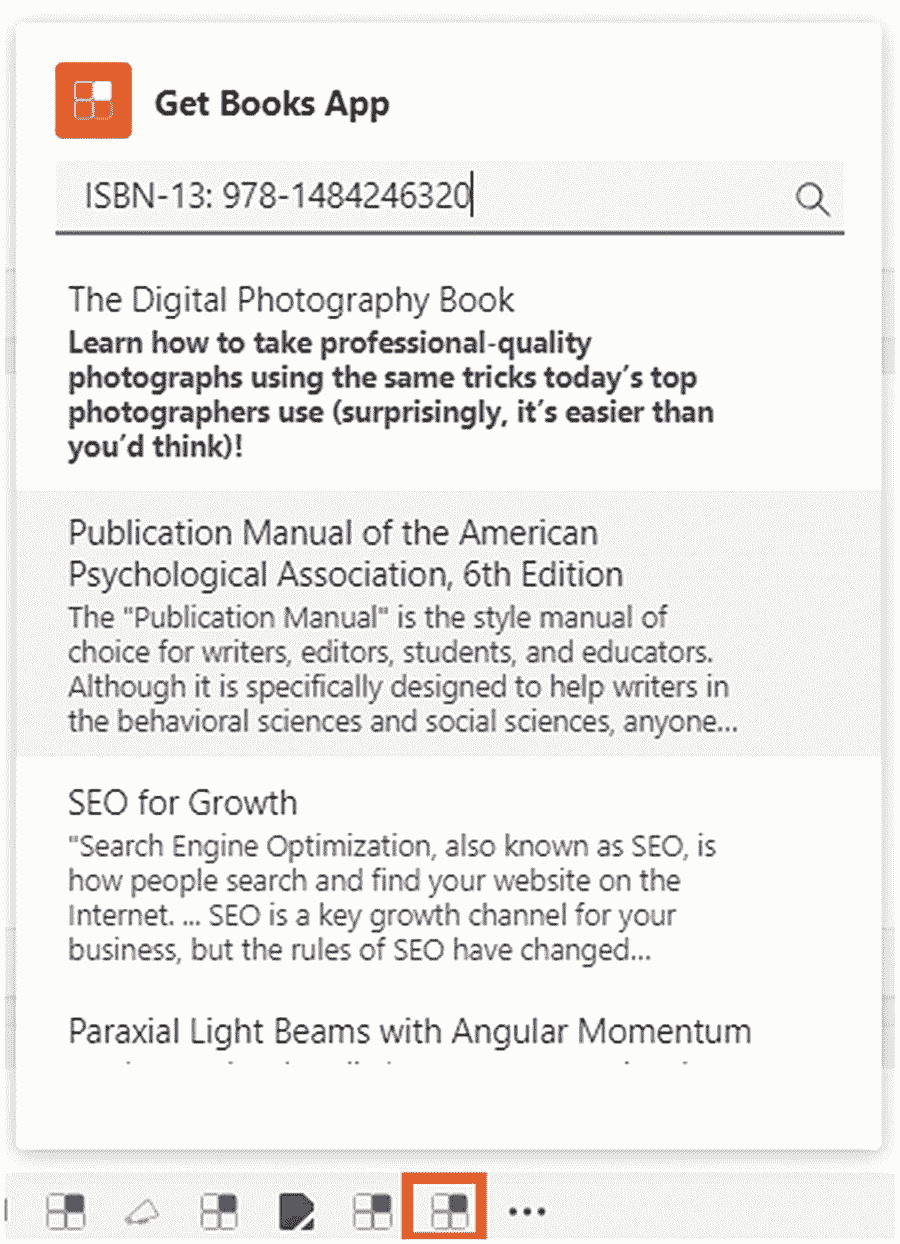 Get Books App
ISBN-13: 978-1484246320
The Digital Photography Book
Learn how to take professional-quality
photographs using the same tricks today's top
photographers use (surprisingly, it's easier than
you'd think)!
Publication Manual of the American
Psychological Association, 6th Edition
The "Publication Manual" is the style manual of
choice for writers, editors, students, and educators.
Although it is specifically designed to help writers in
the behavioral sciences and social sciences, anyone...
SEO for Growth
"Search Engine Optimization, also known as SEO, is
how people search and find your website on the
Internet. ... SEO is a key growth channel for your
business, but the rules of SEO have changed...
Paraxial Light Beams with Angular Momentum